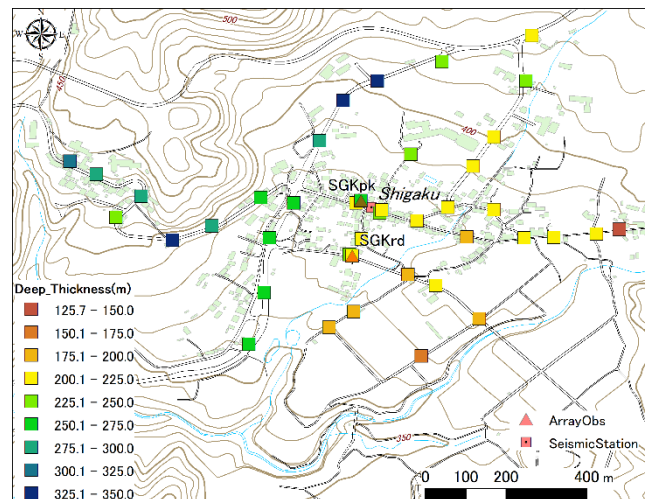 500
W
L
450
400
SGKpk
Shigaku
SGKrd
Deep_Thickness(m)
125.7 - 150.0
150.1 - 175.0
175.1 - 200.0
200.1 - 225.0
225.1 - 250.0
250.1 - 275.0
275.1 - 300.0
300.1 - 325.0
325.1 - 350.0
350
ArrayObs
SeismicStation
0 100 200 400 m